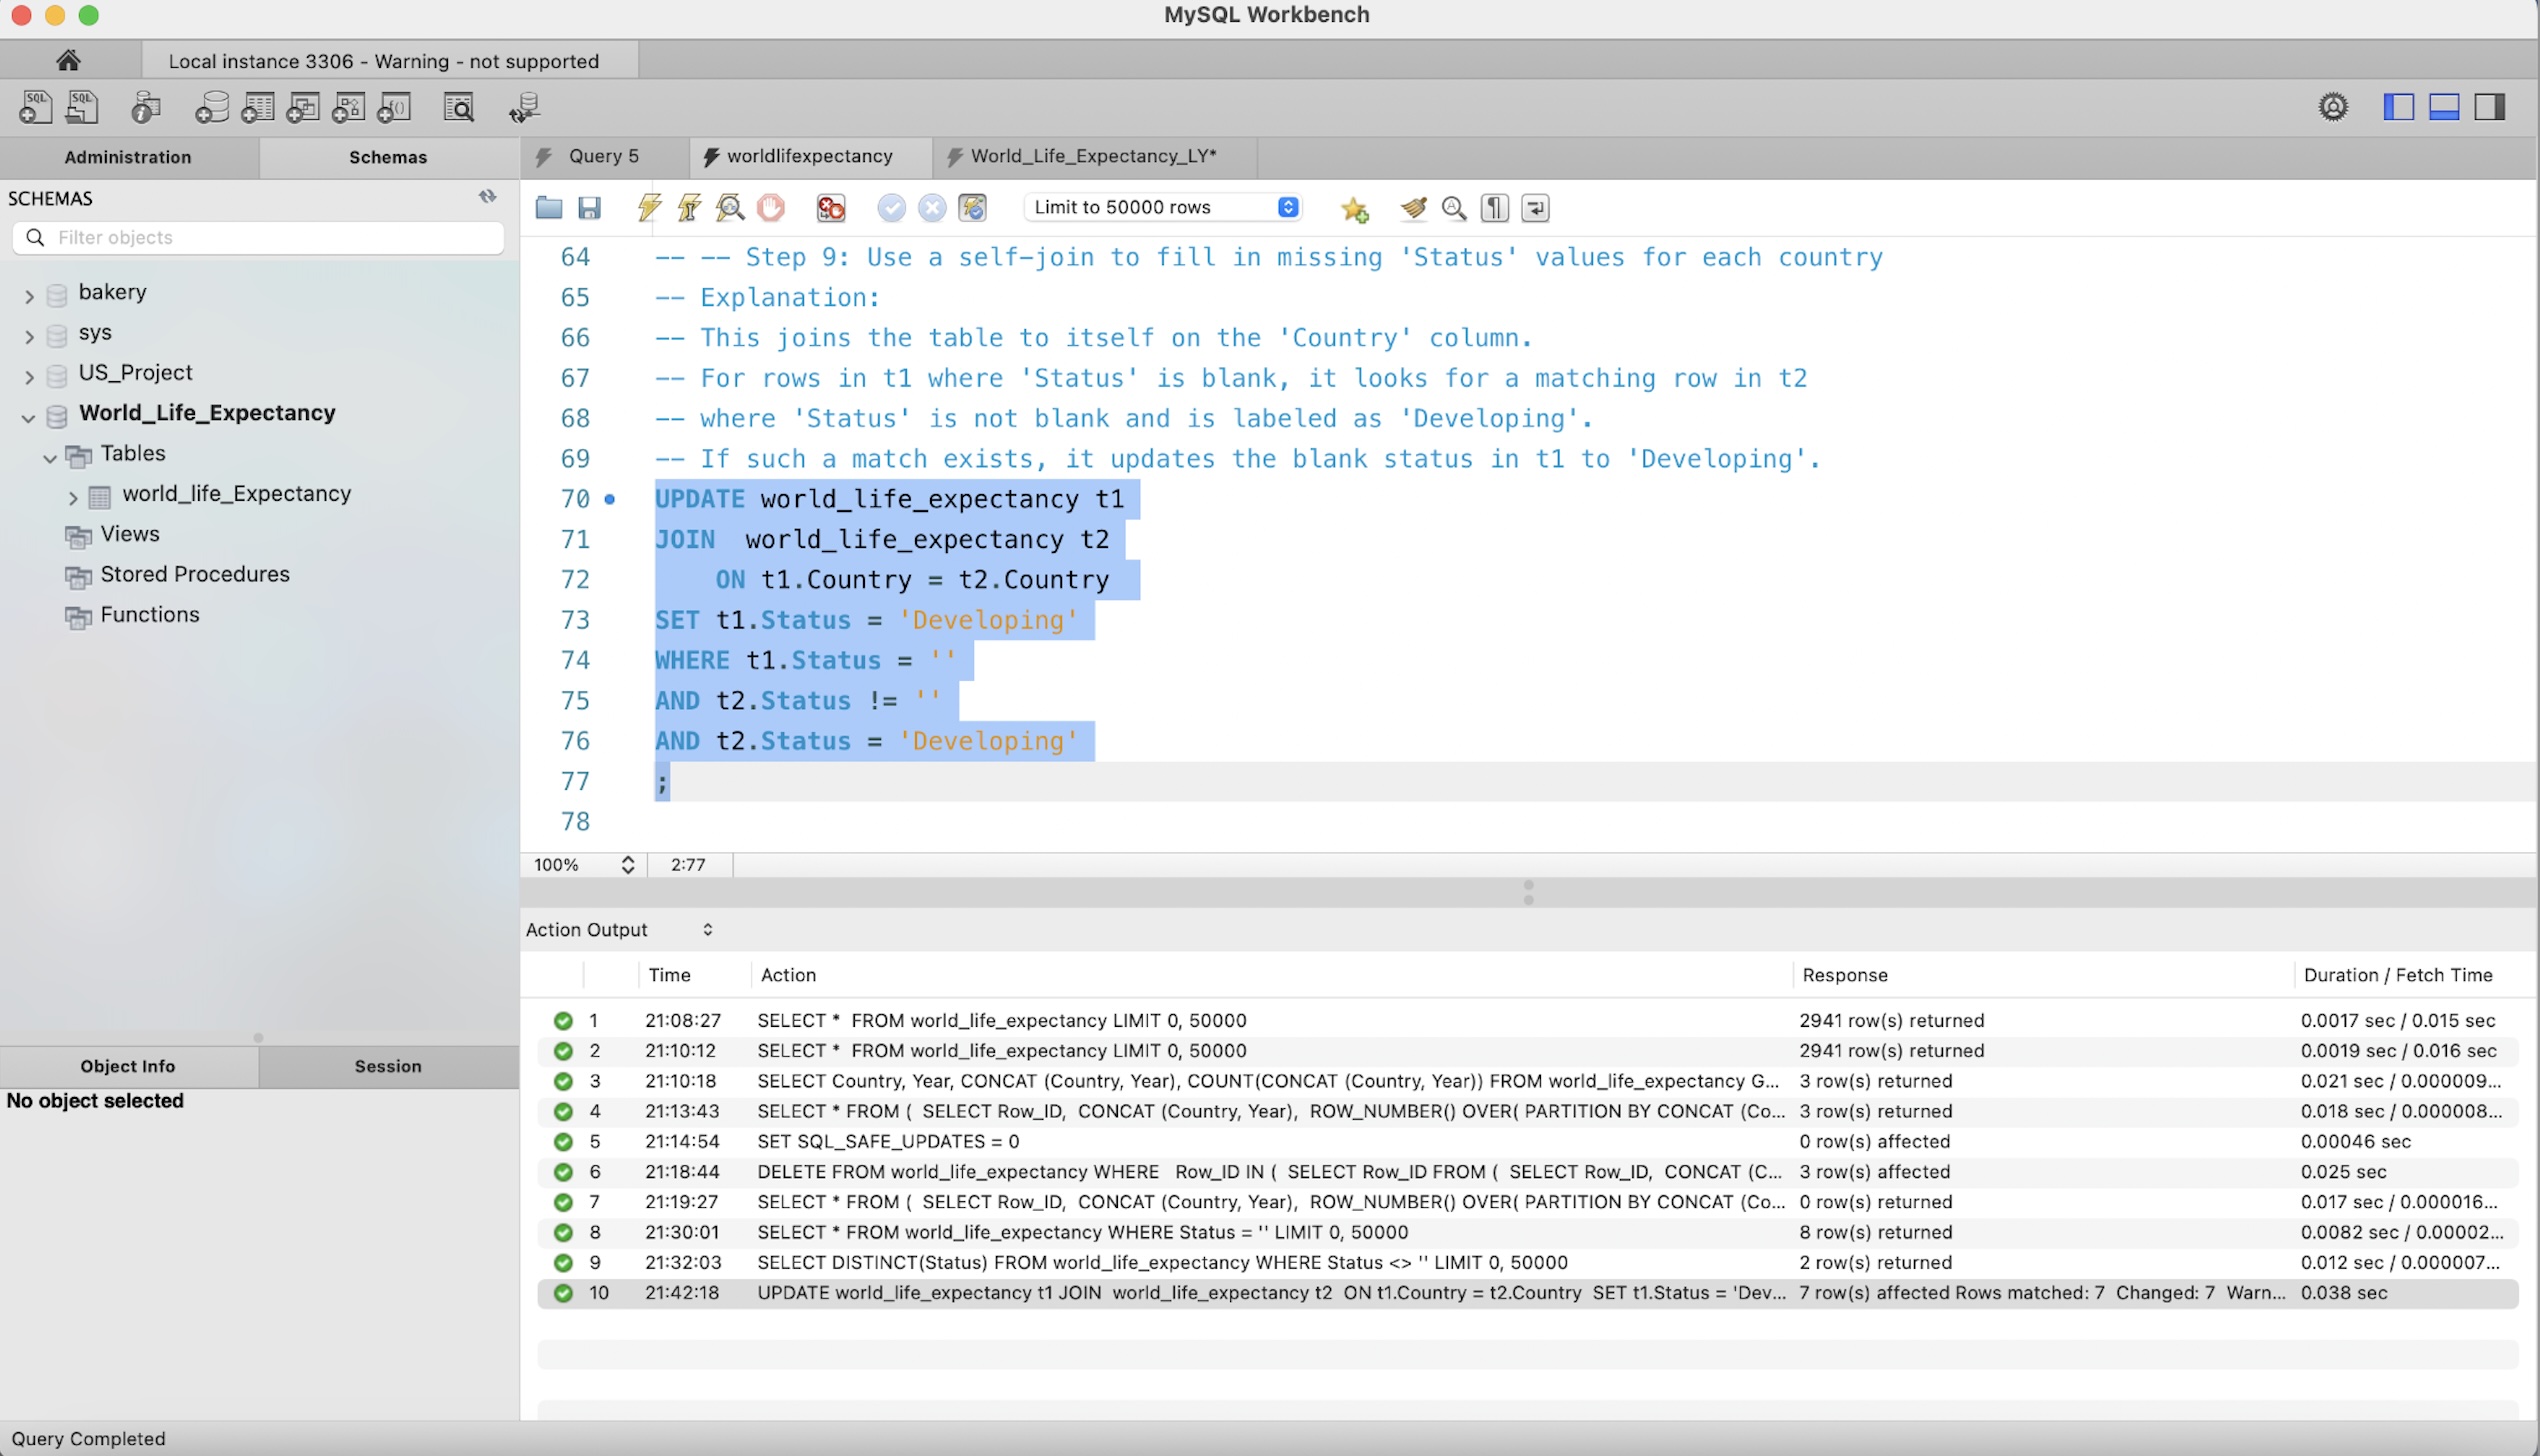 MySQL Workbench
Local instance 3306 - Warning - not supported
Administration
Schemas
SCHEMAS
Filter objects
bakery
sys
US_Project
World_Life_Expectancy
Tables
world_life_Expectancy
Views
Stored Procedures
Functions
Object Info
Session
No object selected
Query 5
worldlifexpectancy
World_Life_Expectancy_LY*
Limit to 50000 rows
64 -- -- Step 9: Use a self-join to fill in missing 'Status' values for each country
65 -- Explanation:
66 -- This joins the table to itself on the 'Country' column.
67 -- For rows in t1 where 'Status' is blank, it looks for a matching row in t2
68 -- where 'Status' is not blank and is labeled as 'Developing'.
69 -- If such a match exists, it updates the blank status in t1 to 'Developing'.
70 UPDATE world_life_expectancy t1
71 JOIN  world_life_expectancy t2
72     ON t1.Country = t2.Country
73 SET t1.Status = 'Developing'
74 WHERE t1.Status = ''
75 AND t2.Status != ''
76 AND t2.Status = 'Developing'
77 ;
78
100% 2:77
Action Output
Time Action Response Duration / Fetch Time
1 21:08:27 SELECT *  FROM world_life_expectancy LIMIT 0, 50000 2941 row(s) returned 0.0017 sec / 0.015 sec
2 21:10:12 SELECT *  FROM world_life_expectancy LIMIT 0, 50000 2941 row(s) returned 0.0019 sec / 0.016 sec
3 21:10:18 SELECT Country, Year, CONCAT (Country, Year), COUNT(CONCAT (Country, Year)) FROM world_life_expectancy G... 3 row(s) returned 0.021 sec / 0.000009...
4 21:13:43 SELECT * FROM (  SELECT Row_ID,  CONCAT (Country, Year),  ROW_NUMBER() OVER( PARTITION BY CONCAT (Co... 3 row(s) returned 0.018 sec / 0.000008...
5 21:14:54 SET SQL_SAFE_UPDATES = 0 0 row(s) affected 0.00046 sec
6 21:18:44 DELETE FROM world_life_expectancy WHERE   Row_ID IN (  SELECT Row_ID FROM (  SELECT Row_ID,  CONCAT (C... 3 row(s) affected 0.025 sec
7 21:19:27 SELECT * FROM (  SELECT Row_ID,  CONCAT (Country, Year),  ROW_NUMBER() OVER( PARTITION BY CONCAT (Co... 0 row(s) returned 0.017 sec / 0.000016...
8 21:30:01 SELECT * FROM world_life_expectancy WHERE Status = '' LIMIT 0, 50000 8 row(s) returned 0.0082 sec / 0.00002...
9 21:32:03 SELECT DISTINCT(Status) FROM world_life_expectancy WHERE Status <> '' LIMIT 0, 50000 2 row(s) returned 0.012 sec / 0.000007...
10 21:42:18 UPDATE world_life_expectancy t1 JOIN  world_life_expectancy t2  ON t1.Country = t2.Country  SET t1.Status = 'Dev... 7 row(s) affected Rows matched: 7  Changed: 7  Warn... 0.038 sec
Query Completed